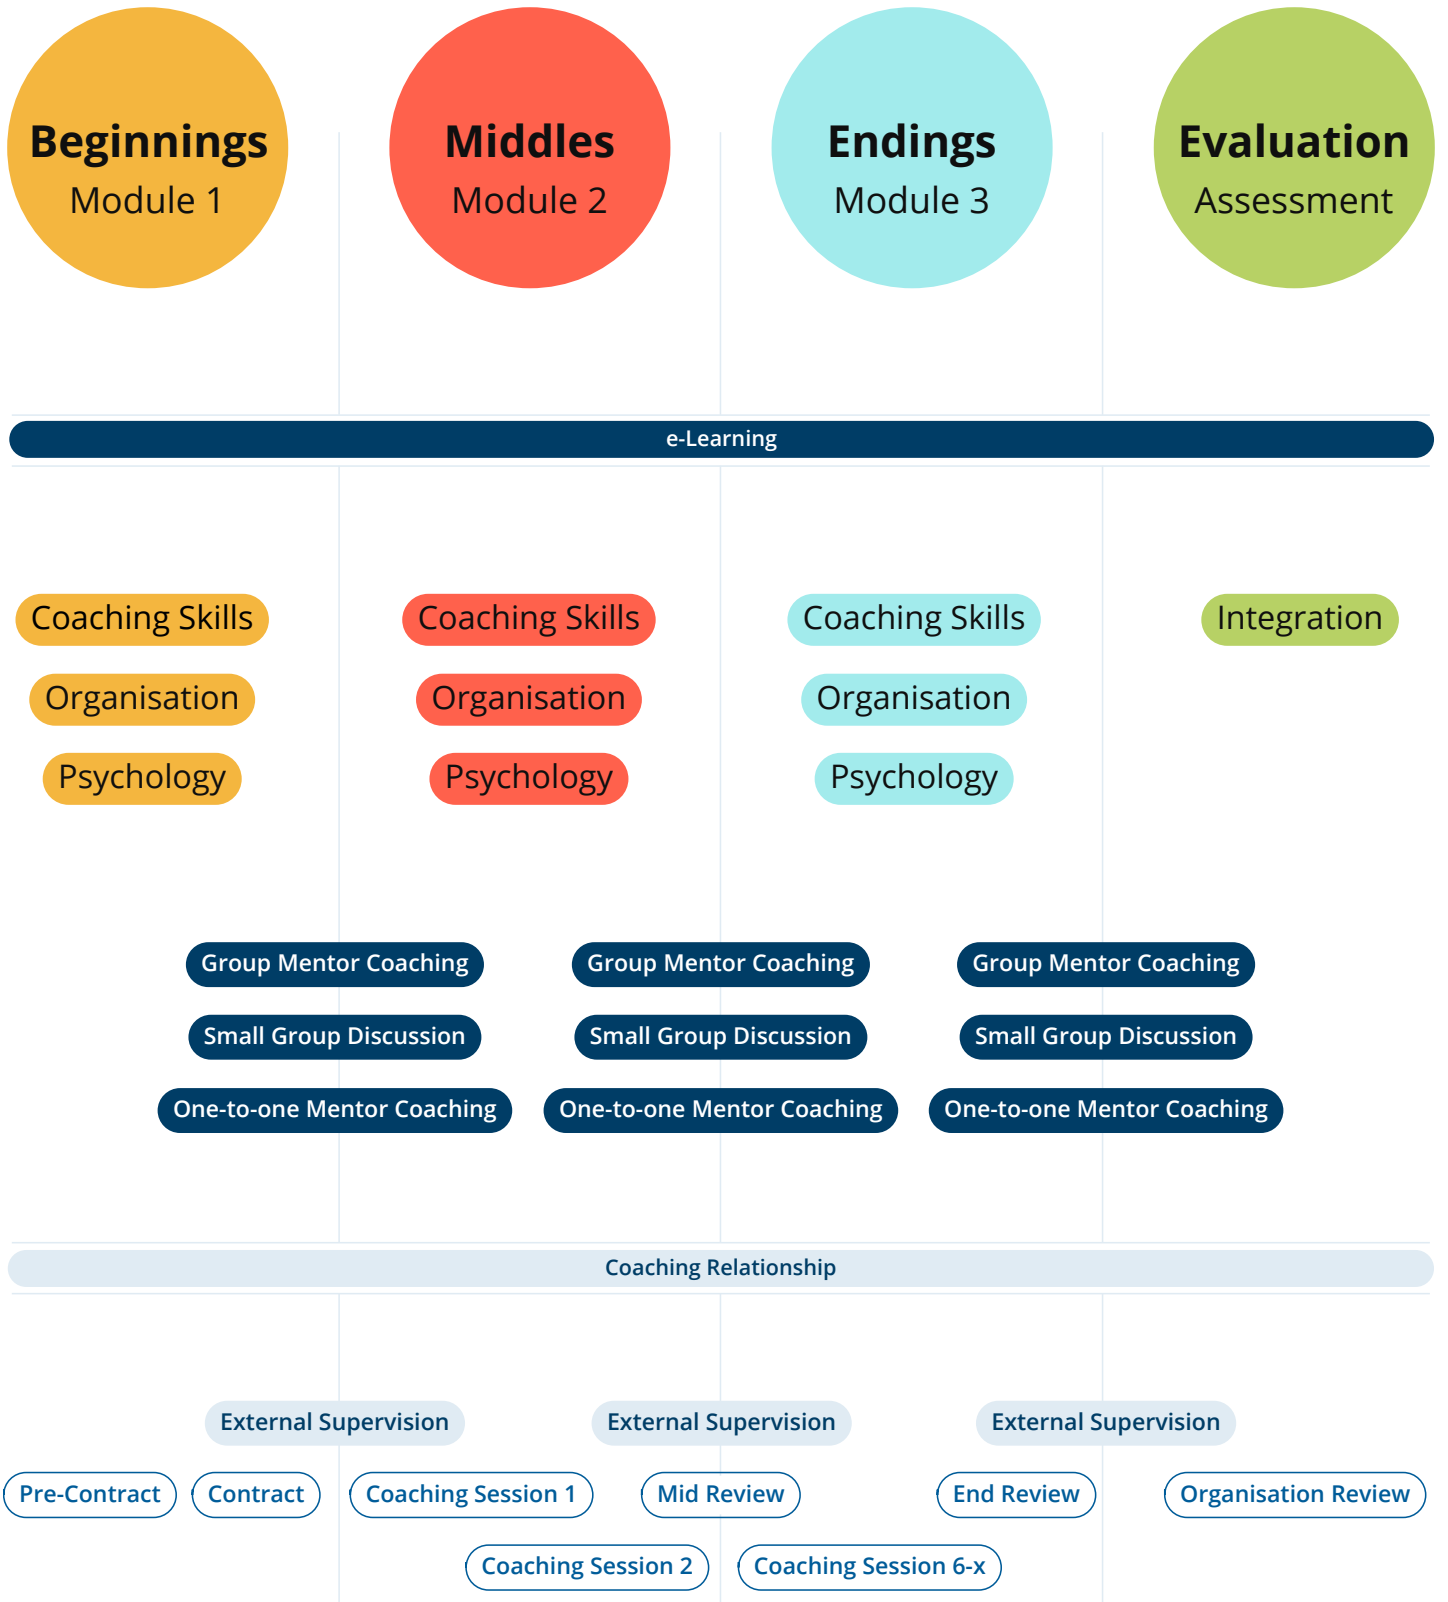 Beginnings
Module 1
Middles
Module 2
Endings
Module 3
Evaluation
Assessment
e-Learning
Coaching Skills
Coaching Skills
Coaching Skills
Integration
Organisation
Organisation
Organisation
Psychology
Psychology
Psychology
Group Mentor Coaching
Group Mentor Coaching
Group Mentor Coaching
Small Group Discussion
Small Group Discussion
Small Group Discussion
One-to-one Mentor Coaching
One-to-one Mentor Coaching
One-to-one Mentor Coaching
Coaching Relationship
External Supervision
External Supervision
External Supervision
Pre-Contract
Contract
Coaching Session 1
Mid Review
End Review
Organisation Review
Coaching Session 2
Coaching Session 6-x